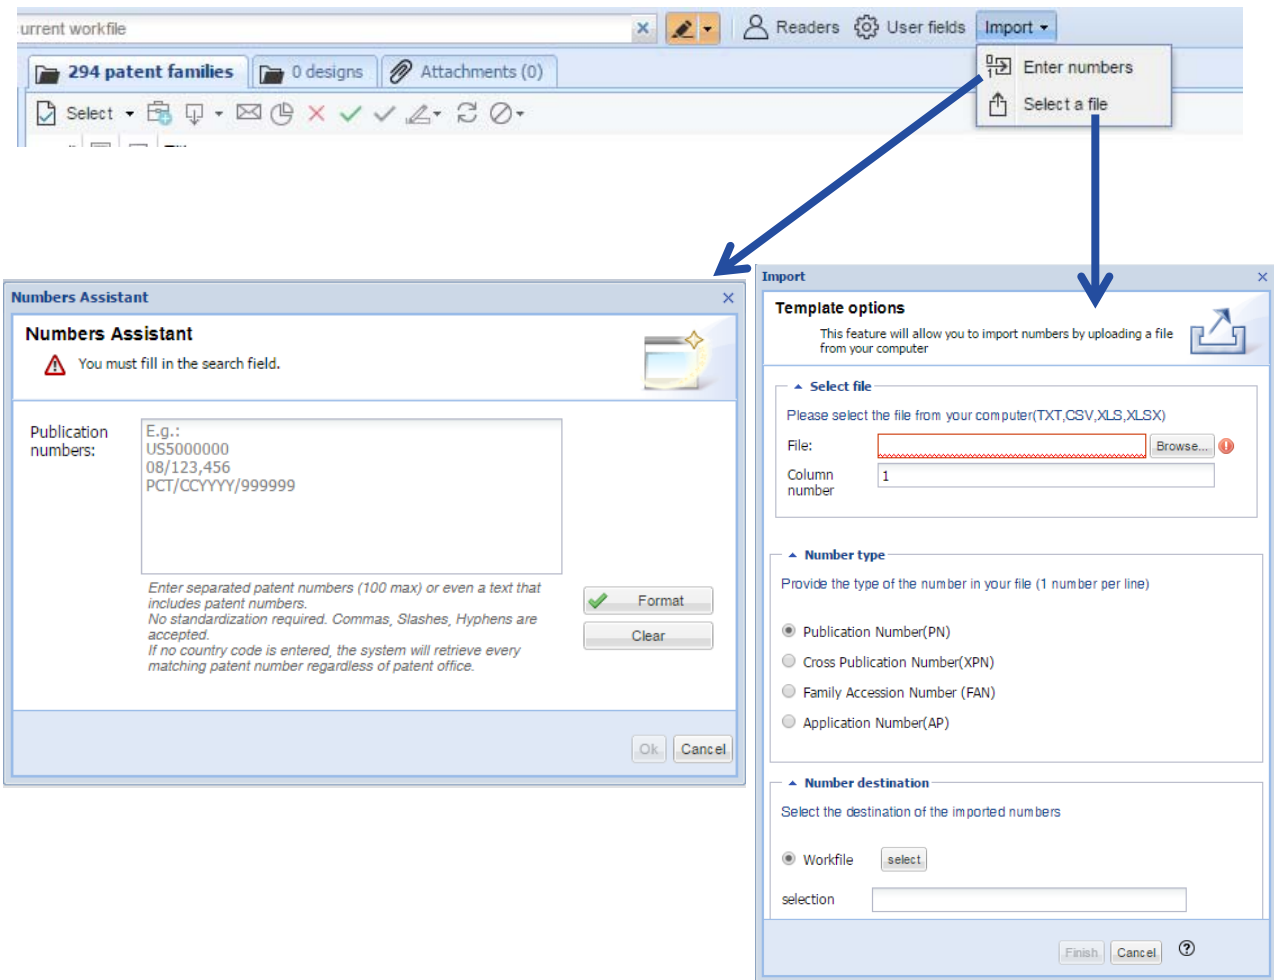 urrent workfile
Readers
User fields
Import
294 patent families
0 designs
Attachments (0)
Enter numbers
Select a file
Select
Numbers Assistant
Numbers Assistant
You must fill in the search field.
Publication
numbers:
E.g.:
US5000000
08/123,456
PCT/CCYYYY/999999
Enter separated patent numbers (100 max) or even a text that
includes patent numbers.
No standardization required. Commas, Slashes, Hyphens are
accepted.
If no country code is entered, the system will retrieve every
matching patent number regardless of patent office.
Format
Clear
Ok
Cancel
Import
Template options
This feature will allow you to import numbers by uploading a file
from your computer
Select file
Please select the file from your computer(TXT,CSV,XLS,XLSX)
File:
Browse...
Column
number
1
Number type
Provide the type of the number in your file (1 number per line)
Publication Number(PN)
Cross Publication Number(XPN)
Family Accession Number (FAN)
Application Number(AP)
Number destination
Select the destination of the imported numbers
Workfile
select
selection
Finish
Cancel